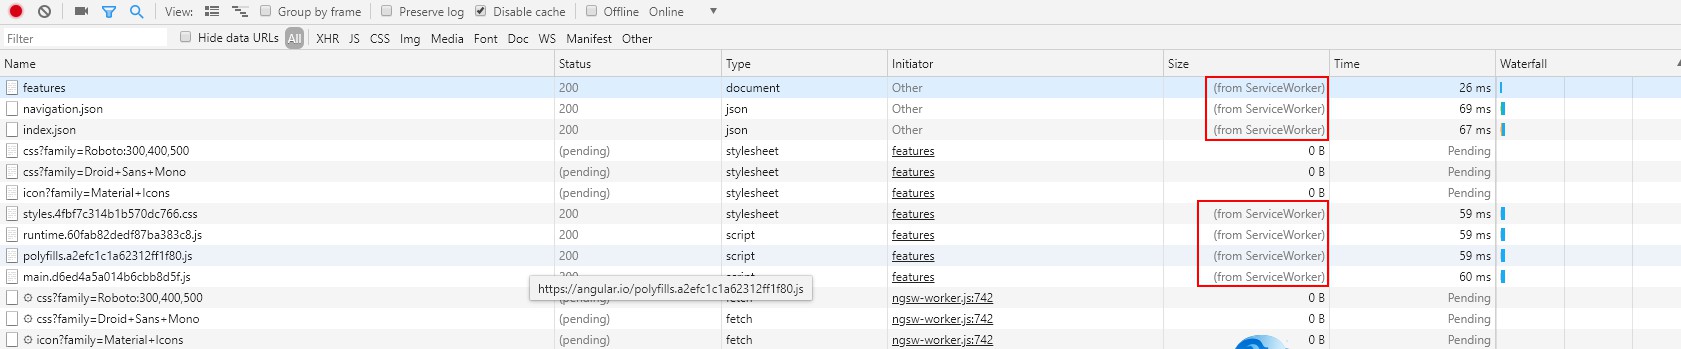 View: Group by frame Preserve log Disable cache Offline Online
Filter Hide data URLs All XHR JS CSS Img Media Font Doc WS Manifest Other
Name Status Type Initiator Size Time Waterfall
features 200 document Other (from ServiceWorker) 26 ms
navigation.json 200 json Other (from ServiceWorker) 69 ms
index.json 200 json Other (from ServiceWorker) 67 ms
css?family=Roboto:300,400,500 (pending) stylesheet features 0 B Pending
css?family=Droid+Sans+Mono (pending) stylesheet features 0 B Pending
icon?family=Material+Icons (pending) stylesheet features 0 B Pending
styles.4fbf7c314b1b570dc766.css 200 stylesheet features (from ServiceWorker) 59 ms
runtime.60fab82dedf87ba383c8.js 200 script features (from ServiceWorker) 59 ms
polyfills.a2efc1c1a62312ff1f80.js 200 script features (from ServiceWorker) 59 ms
main.d6ed4a5a014b6cbb8d5f.js features (from ServiceWorker) 60 ms
https://angular.io/polyfills.a2efc1c1a62312ff1f80.js
css?family=Roboto:300,400,500 ngsw-worker.js:742 0 B Pending
css?family=Droid+Sans+Mono (pending) fetch ngsw-worker.js:742 0 B Pending
icon?family=Material+Icons (pending) fetch ngsw-worker.js:742 0 B Pending